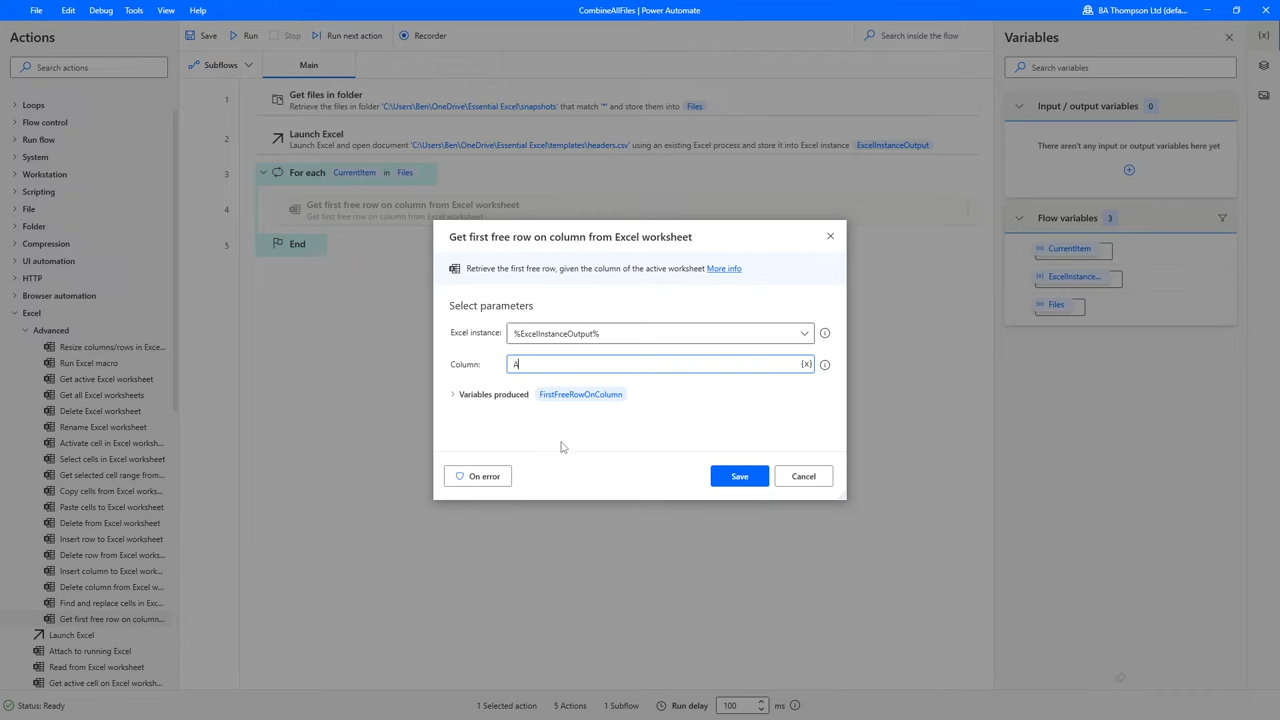 File Edit Debug Tools View Help
CombineAllFiles | Power Automate
BA Thompson Ltd (defa...
Actions
Search actions
Loops
Flow control
Run flow
System
Workstation
Scripting
File
Folder
Compression
UI automation
HTTP
Browser automation
Excel
Advanced
Resize columns/rows in Exce...
Run Excel macro
Get active Excel worksheet
Get all Excel worksheets
Delete Excel worksheet
Rename Excel worksheet
Activate cell in Excel worksh...
Select cells in Excel worksheet
Get selected cell range from...
Copy cells from Excel works...
Paste cells to Excel worksheet
Delete from Excel worksheet
Insert row to Excel worksheet
Delete row from Excel works...
Insert column to Excel works...
Delete column from Excel w...
Find and replace cells in Exc...
Get first free row on column...
Launch Excel
Attach to running Excel
Read from Excel worksheet
Get active cell on Excel worksh...
Save Run Stop Run next action Recorder
Search inside the flow
Subflows Main
1 Get files in folder
Retrieve the files in folder 'C:\Users\Ben\OneDrive\Essential Excel\snapshots' that match '*' and store them into Files
2 Launch Excel
Launch Excel and open document 'C:\Users\Ben\OneDrive\Essential Excel\templates\headers.csv' using an existing Excel process and store it into Excel instance ExcelInstanceOutput
3 For each CurrentItem in Files
4 Get first free row on column from Excel worksheet
Get first free row on column from Excel worksheet
5 End
Get first free row on column from Excel worksheet
Retrieve the first free row, given the column of the active worksheet More info
Select parameters
Excel instance: %ExcelInstanceOutput%
Column: A {x}
Variables produced FirstFreeRowOnColumn
On error Save Cancel
Variables
{x}
Search variables
Input / output variables 0
There aren't any input or output variables here yet
Flow variables 3
(x) CurrentItem
(x) ExcelInstance...
(x) Files
Status: Ready 1 Selected action 5 Actions 1 Subflow Run delay 100 ms